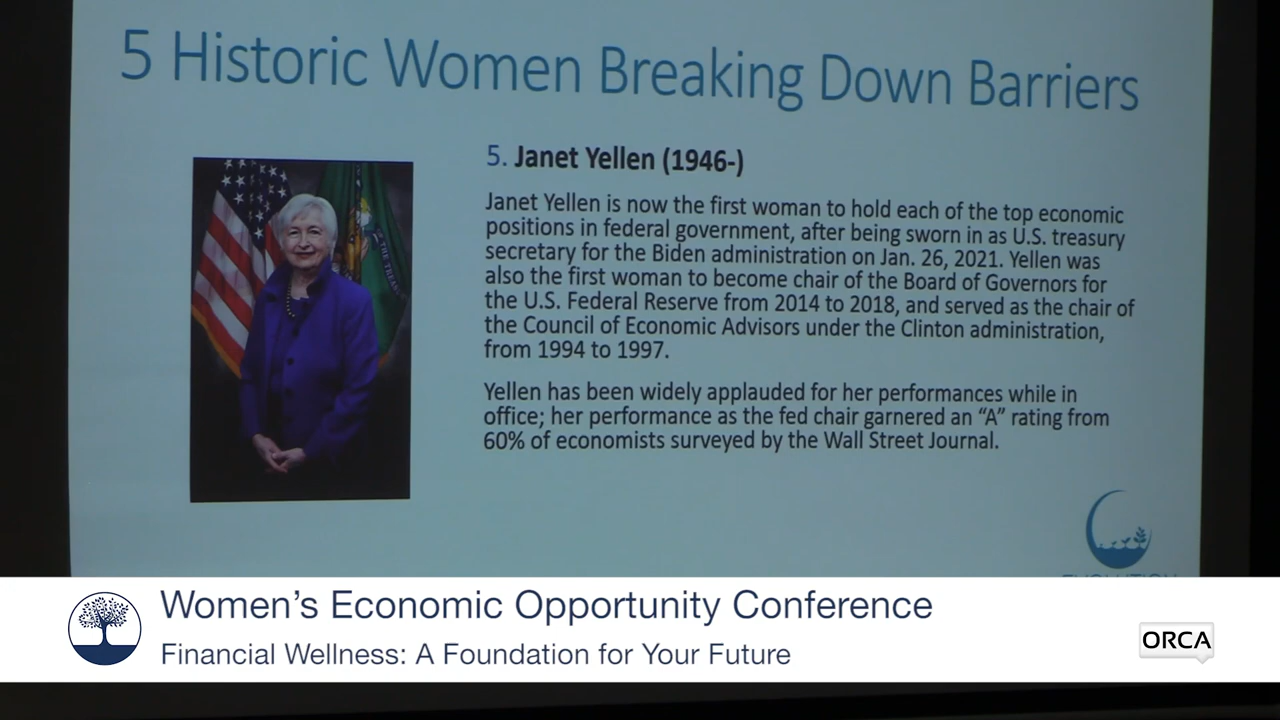 5 Historic Women Breaking Down Barriers
5. Janet Yellen (1946-)
Janet Yellen is now the first woman to hold each of the top economic
positions in federal government, after being sworn in as U.S. treasury
secretary for the Biden administration on Jan. 26, 2021. Yellen was
also the first woman to become chair of the Board of Governors for
the U.S. Federal Reserve from 2014 to 2018, and served as the chair of
the Council of Economic Advisors under the Clinton administration,
from 1994 to 1997.
Yellen has been widely applauded for her performances while in
office; her performance as the fed chair garnered an “A” rating from
60% of economists surveyed by the Wall Street Journal.
Women’s Economic Opportunity Conference
Financial Wellness: A Foundation for Your Future
ORCA